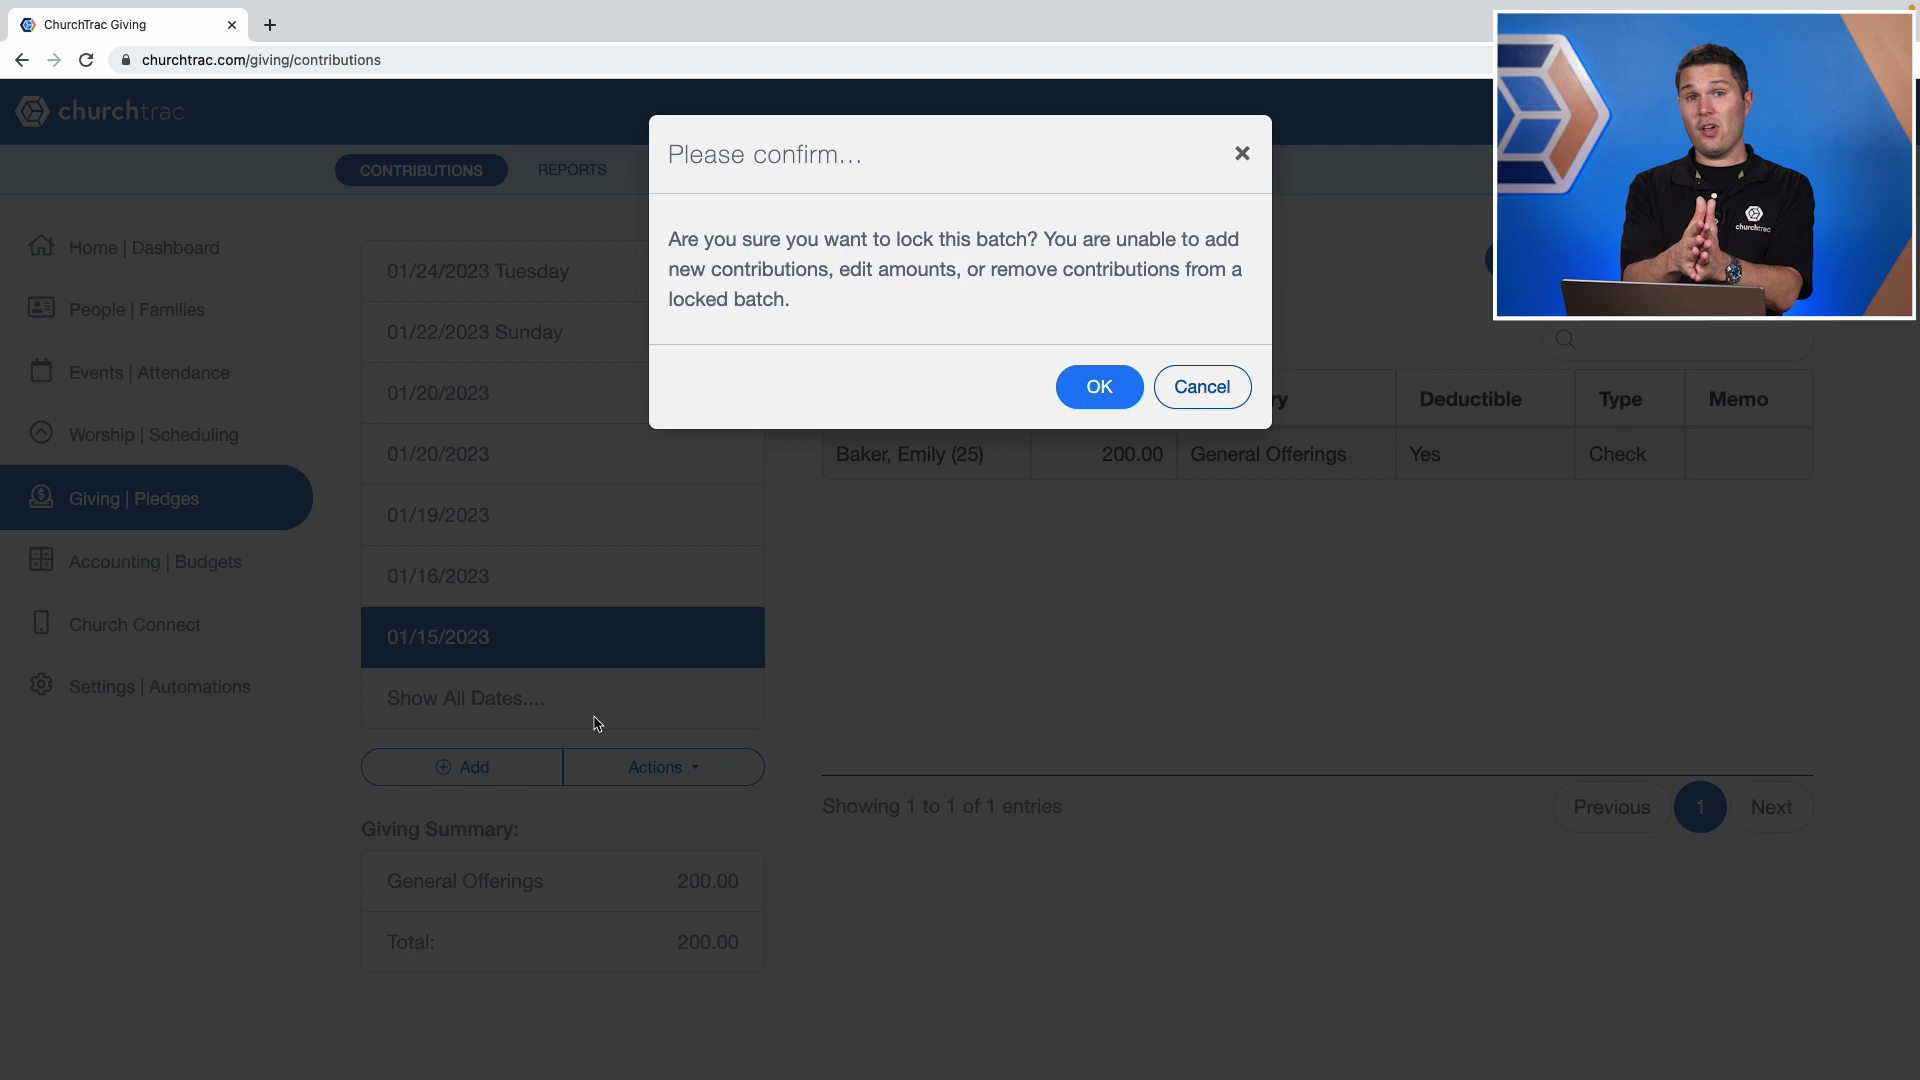 ChurchTrac Giving
churchtrac.com/giving/contributions
churchtrac
CONTRIBUTIONS
REPORTS
Home | Dashboard
People | Families
Events | Attendance
Worship | Scheduling
Giving | Pledges
Accounting | Budgets
Church Connect
Settings | Automations
01/24/2023 Tuesday
01/22/2023 Sunday
01/20/2023
01/20/2023
01/19/2023
01/16/2023
01/15/2023
Show All Dates....
Add
Actions
Giving Summary:
General Offerings 200.00
Total: 200.00
Please confirm...
Are you sure you want to lock this batch? You are unable to add
new contributions, edit amounts, or remove contributions from a
locked batch.
OK
Cancel
ry Deductible Type Memo
Baker, Emily (25) 200.00 General Offerings Yes Check
Showing 1 to 1 of 1 entries
Previous 1 Next
churchtrac